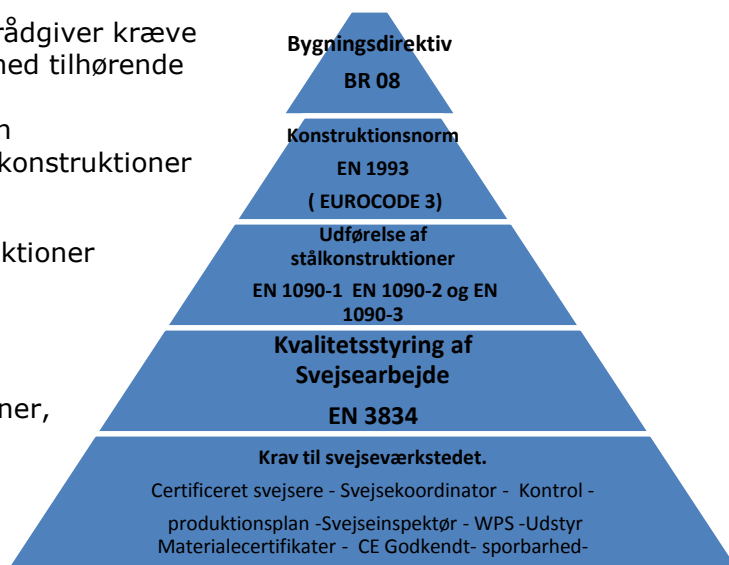 rådgiver kræve
med tilhørende
konstruktioner
ktioner
ner,
Bygningsdirektiv
BR 08
Konstruktionsnorm
EN 1993
( EUROCODE 3)
Udførelse af
stålkonstruktioner
EN 1090-1 EN 1090-2 og EN
1090-3
Kvalitetsstyring af
Svejsearbejde
EN 3834
Krav til svejseværkstedet.
Certificeret svejsere - Svejsekoordinator - Kontrol -
produktionsplan -Svejseinspektør - WPS -Udstyr
Materialecertifikater - CE Godkendt- sporbarhed-